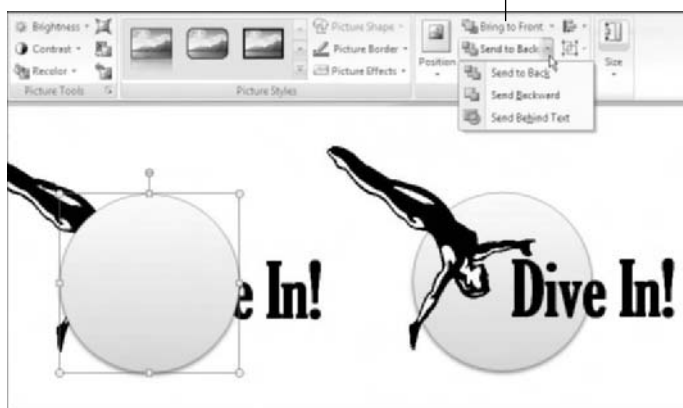 Brightness
Contrast
Recolor
Picture Tools
Picture Shape
Picture Border
Picture Effects
Picture Styles
Position
Bring to Front
Send to Back
Size
Send to Back
Send Backward
Send Behind Text
e In!
Dive In!